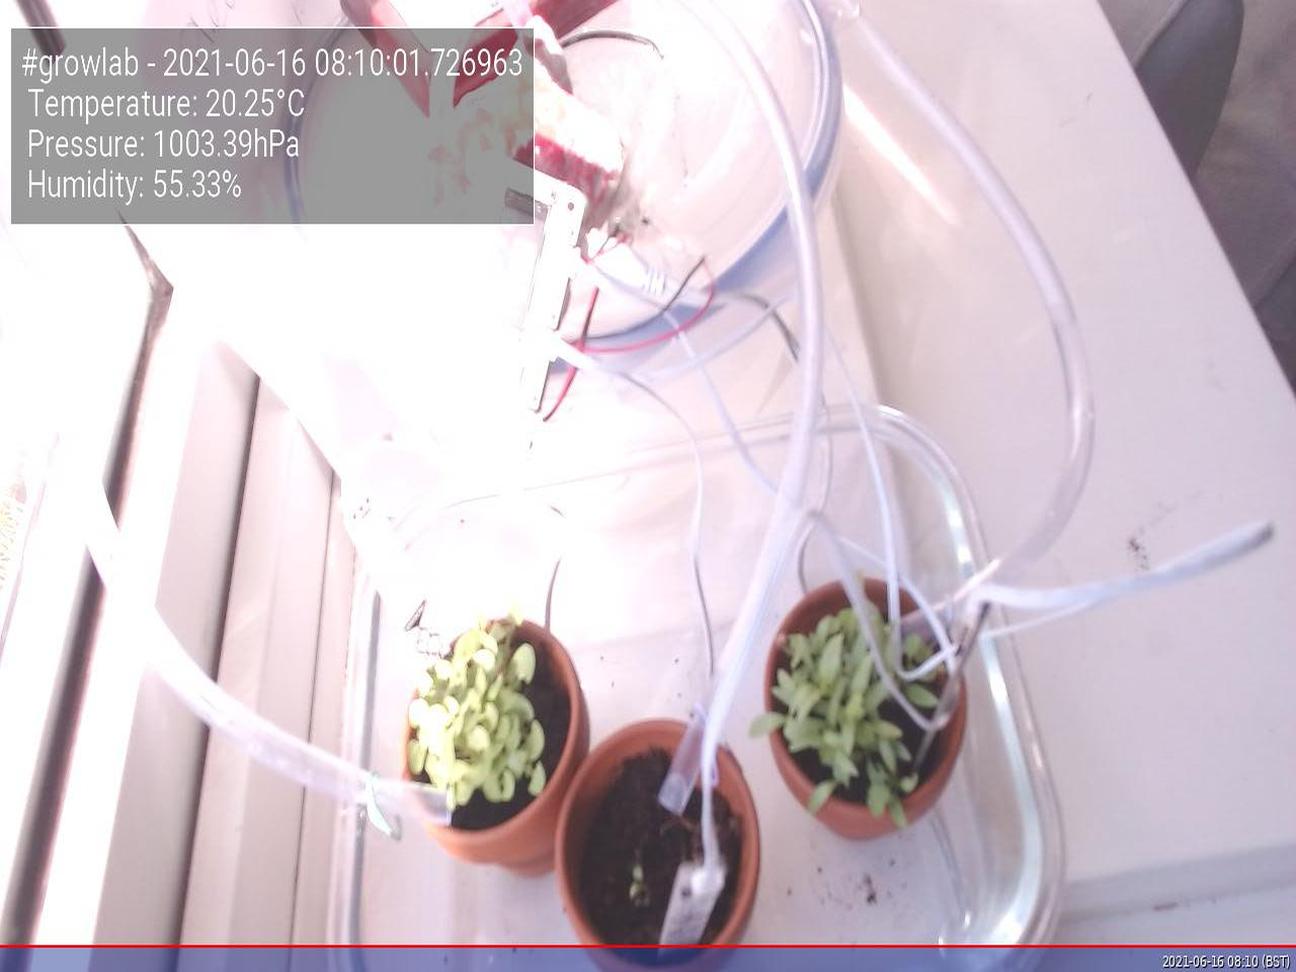 #growlab - 2021-06-16 08:10:01.726963
Temperature: 20.25°C
Pressure: 1003.39hPa
Humidity: 55.33%
2021-06-16 08:10 (BST)